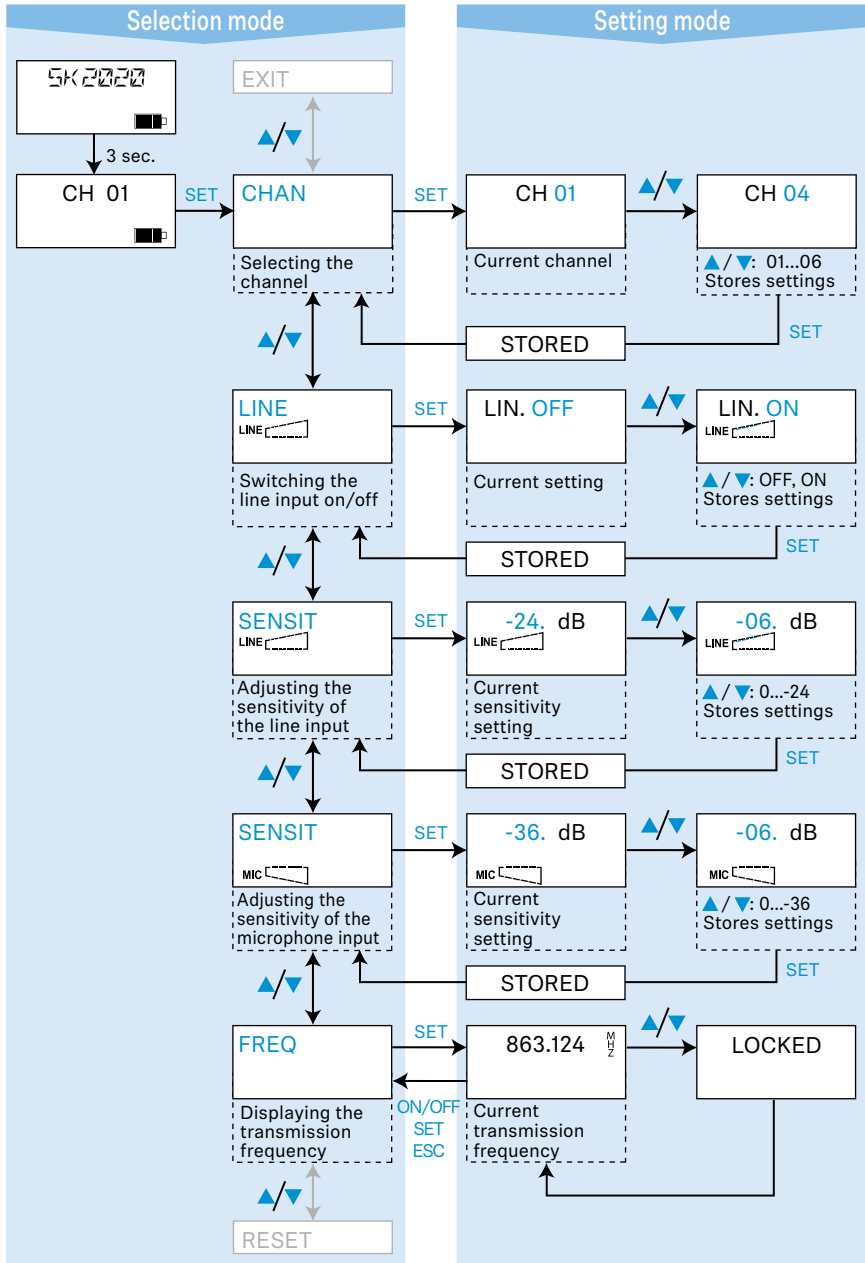 Selection mode
Setting mode
SK2020
EXIT
▲/▼
3 sec.
CH 01
SET
CHAN
SET
CH 01
▲/▼
CH 04
Selecting the
channel
Current channel
▲/▼: 01...06
Stores settings
▲/▼
STORED
SET
LINE
LINE
SET
LIN. OFF
▲/▼
LIN. ON
LINE
Switching the
line input on/off
Current setting
▲/▼: OFF, ON
Stores settings
▲/▼
STORED
SET
SENSIT
LINE
SET
-24. dB
LINE
▲/▼
-06. dB
LINE
Adjusting the
sensitivity of
the line input
Current
sensitivity
setting
▲/▼: 0...-24
Stores settings
▲/▼
STORED
SET
SENSIT
MIC
SET
-36. dB
MIC
▲/▼
-06. dB
MIC
Adjusting the
sensitivity of the
microphone input
Current
sensitivity
setting
▲/▼: 0...-36
Stores settings
▲/▼
STORED
SET
FREQ
SET
863.124 MHZ
▲/▼
LOCKED
ON/OFF
SET
ESC
Displaying the
transmission
frequency
Current
transmission
frequency
▲/▼
RESET